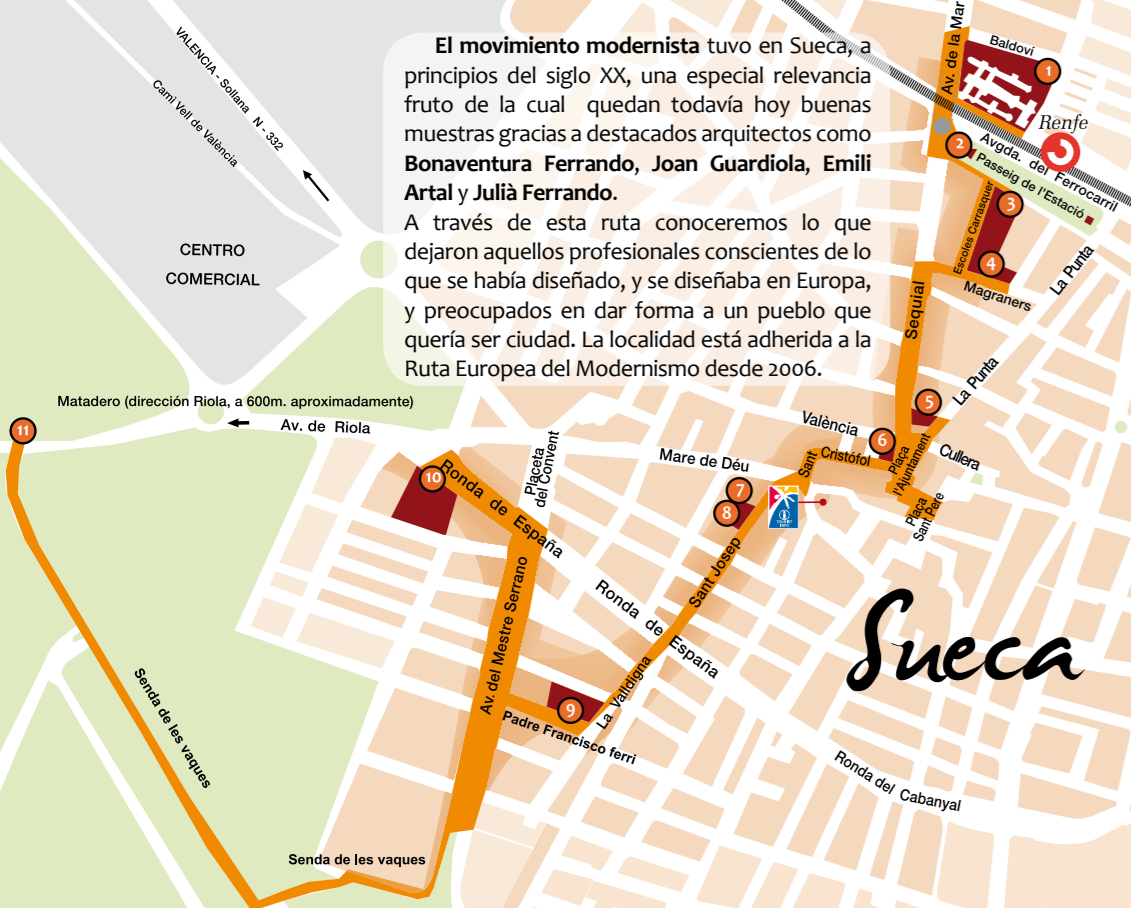 El movimiento modernista tuvo en Sueca, a
principios del siglo XX, una especial relevancia
fruto de la cual quedan todavía hoy buenas
muestras gracias a destacados arquitectos como
Bonaventura Ferrando, Joan Guardiola, Emili
Artal y Julià Ferrando.
A través de esta ruta conoceremos lo que
dejaron aquellos profesionales conscientes de lo
que se había diseñado, y se diseñaba en Europa,
y preocupados en dar forma a un pueblo que
quería ser ciudad. La localidad está adherida a la
Ruta Europea del Modernismo desde 2006.
VALENCIA - Sollana N - 332
Camí Vell de València
CENTRO
COMERCIAL
Av. de la Mar
Baldoví
1
Renfe
2
Avgda. del Ferrocarril
Passeig de l'Estació
3
Escoles Carrasquer
4
Magraners
La Punta
Sequial
La Punta
5
Matadero (dirección Riola, a 600m. aproximadamente)
11
Av. de Riola
València
6
Cullera
Sant
Cristófol
Plaça
l'Ajuntament
Plaça
Sant Pere
Mare de Déu
7
8
TOURIST
INFO
Placeta
del Convent
10
Ronda de España
Sant Josep
Ronda de España
Av. del Mestre Serrano
La Valldigna
9
Padre Francisco ferri
Sueca
Ronda del Cabanyal
Senda de les vaques
Senda de les vaques